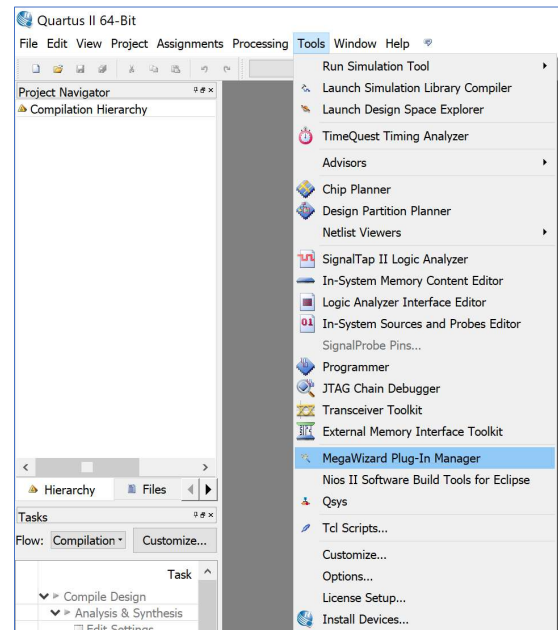 Quartus II 64-Bit
File Edit View Project Assignments Processing Tools Window Help
Project Navigator
Compilation Hierarchy
Hierarchy Files
Tasks
Flow: Compilation Customize...
Task
Compile Design
Analysis & Synthesis
Edit Settings
Run Simulation Tool
Launch Simulation Library Compiler
Launch Design Space Explorer
TimeQuest Timing Analyzer
Advisors
Chip Planner
Design Partition Planner
Netlist Viewers
SignalTap II Logic Analyzer
In-System Memory Content Editor
Logic Analyzer Interface Editor
In-System Sources and Probes Editor
SignalProbe Pins...
Programmer
JTAG Chain Debugger
Transceiver Toolkit
External Memory Interface Toolkit
MegaWizard Plug-In Manager
Nios II Software Build Tools for Eclipse
Qsys
Tcl Scripts...
Customize...
Options...
License Setup...
Install Devices...